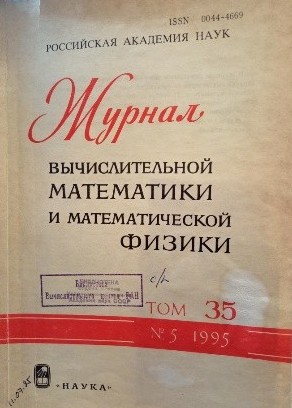 ISSN 0044-4669
РОССИЙСКАЯ АКАДЕМИЯ НАУК
Журнал
ВЫЧИСЛИТЕЛЬНОЙ
МАТЕМАТИКИ
И МАТЕМАТИЧЕСКОЙ
ФИЗИКИ
ТОМ 35
№ 5 1995
"НАУКА"